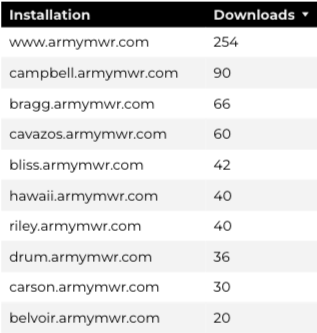 Installation Downloads ▼
www.armymwr.com 254
campbell.armymwr.com 90
bragg.armymwr.com 66
cavazos.armymwr.com 60
bliss.armymwr.com 42
hawaii.armymwr.com 40
riley.armymwr.com 40
drum.armymwr.com 36
carson.armymwr.com 30
belvoir.armymwr.com 20